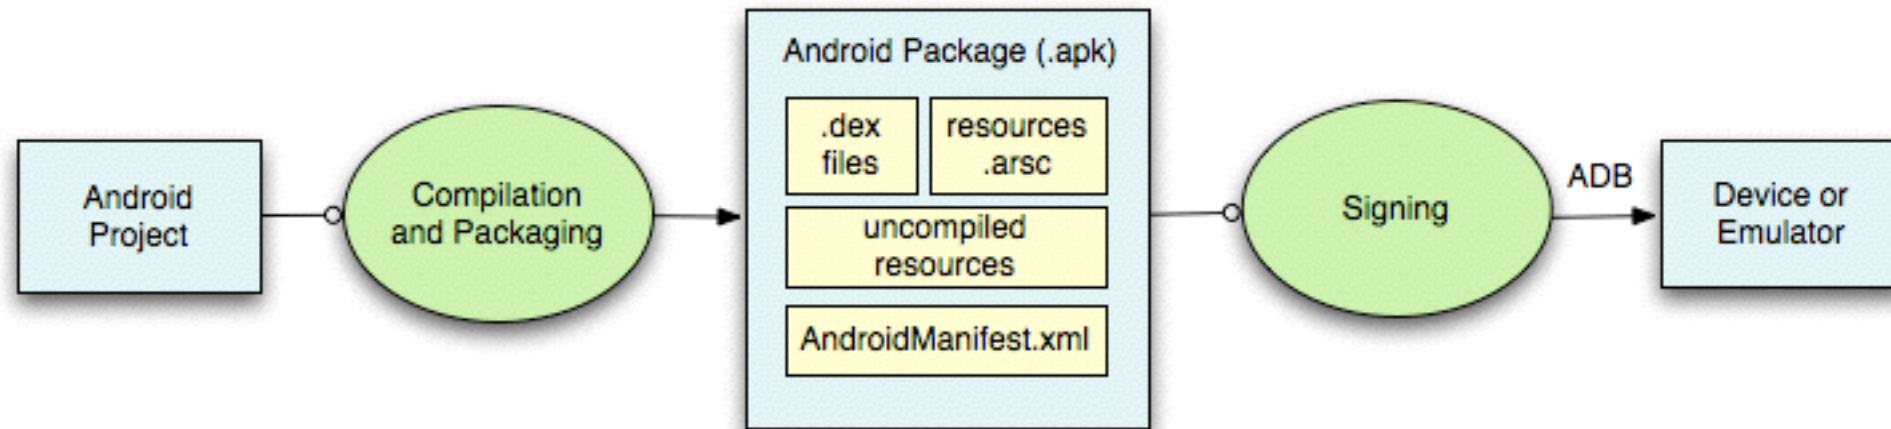 Android
Project
Compilation
and Packaging
Android Package (.apk)
.dex
files
resources
.arsc
uncompiled
resources
AndroidManifest.xml
Signing
ADB
Device or
Emulator